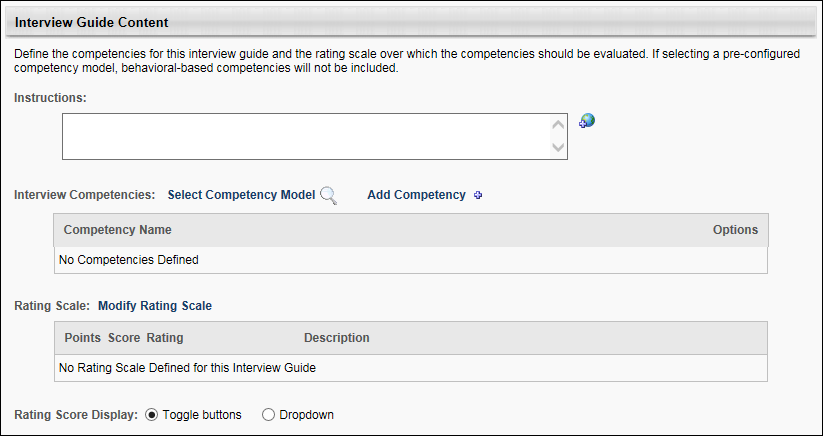 Interview Guide Content
Define the competencies for this interview guide and the rating scale over which the competencies should be evaluated. If selecting a pre-configured
competency model, behavioral-based competencies will not be included.
Instructions:
Interview Competencies: Select Competency Model Add Competency
Competency Name Options
No Competencies Defined
Rating Scale: Modify Rating Scale
Points Score Rating Description
No Rating Scale Defined for this Interview Guide
Rating Score Display: Toggle buttons Dropdown